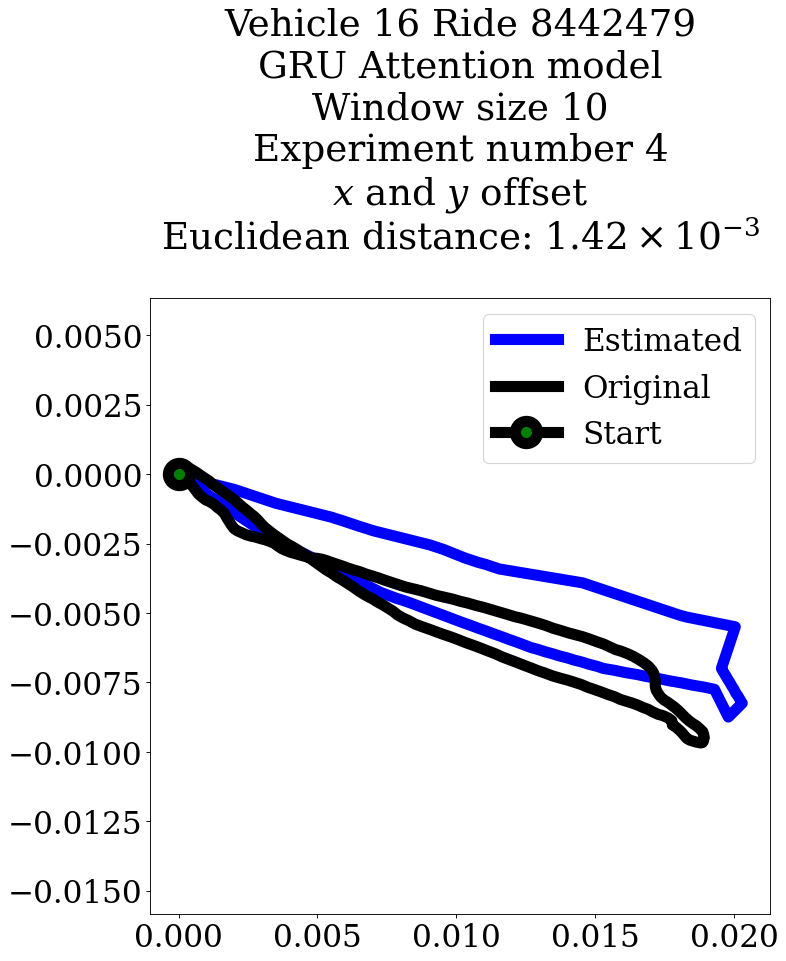 Vehicle 16 Ride 8442479
GRU Attention model
Window size 10
Experiment number 4
x and y offset
Euclidean distance: 1.42 × 10⁻³
Estimated
Original
Start
0.0050
0.0025
0.0000
−0.0025
−0.0050
−0.0075
−0.0100
−0.0125
−0.0150
0.000 0.005 0.010 0.015 0.020